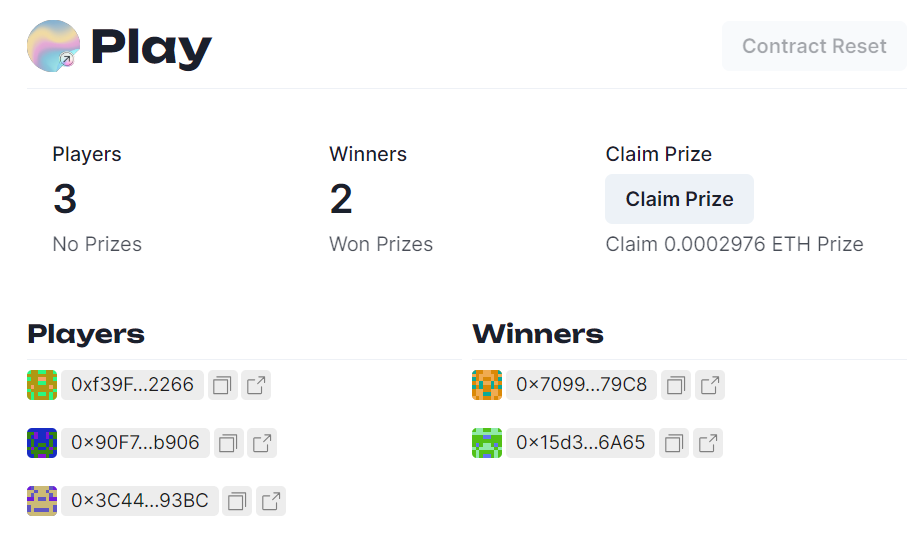 Play
Contract Reset
Players
3
No Prizes
Winners
2
Won Prizes
Claim Prize
Claim Prize
Claim 0.0002976 ETH Prize
Players
0xf39F...2266
0×90F7...b906
0×3C44...93BC
Winners
0×7099...79C8
0×15d3...6A65